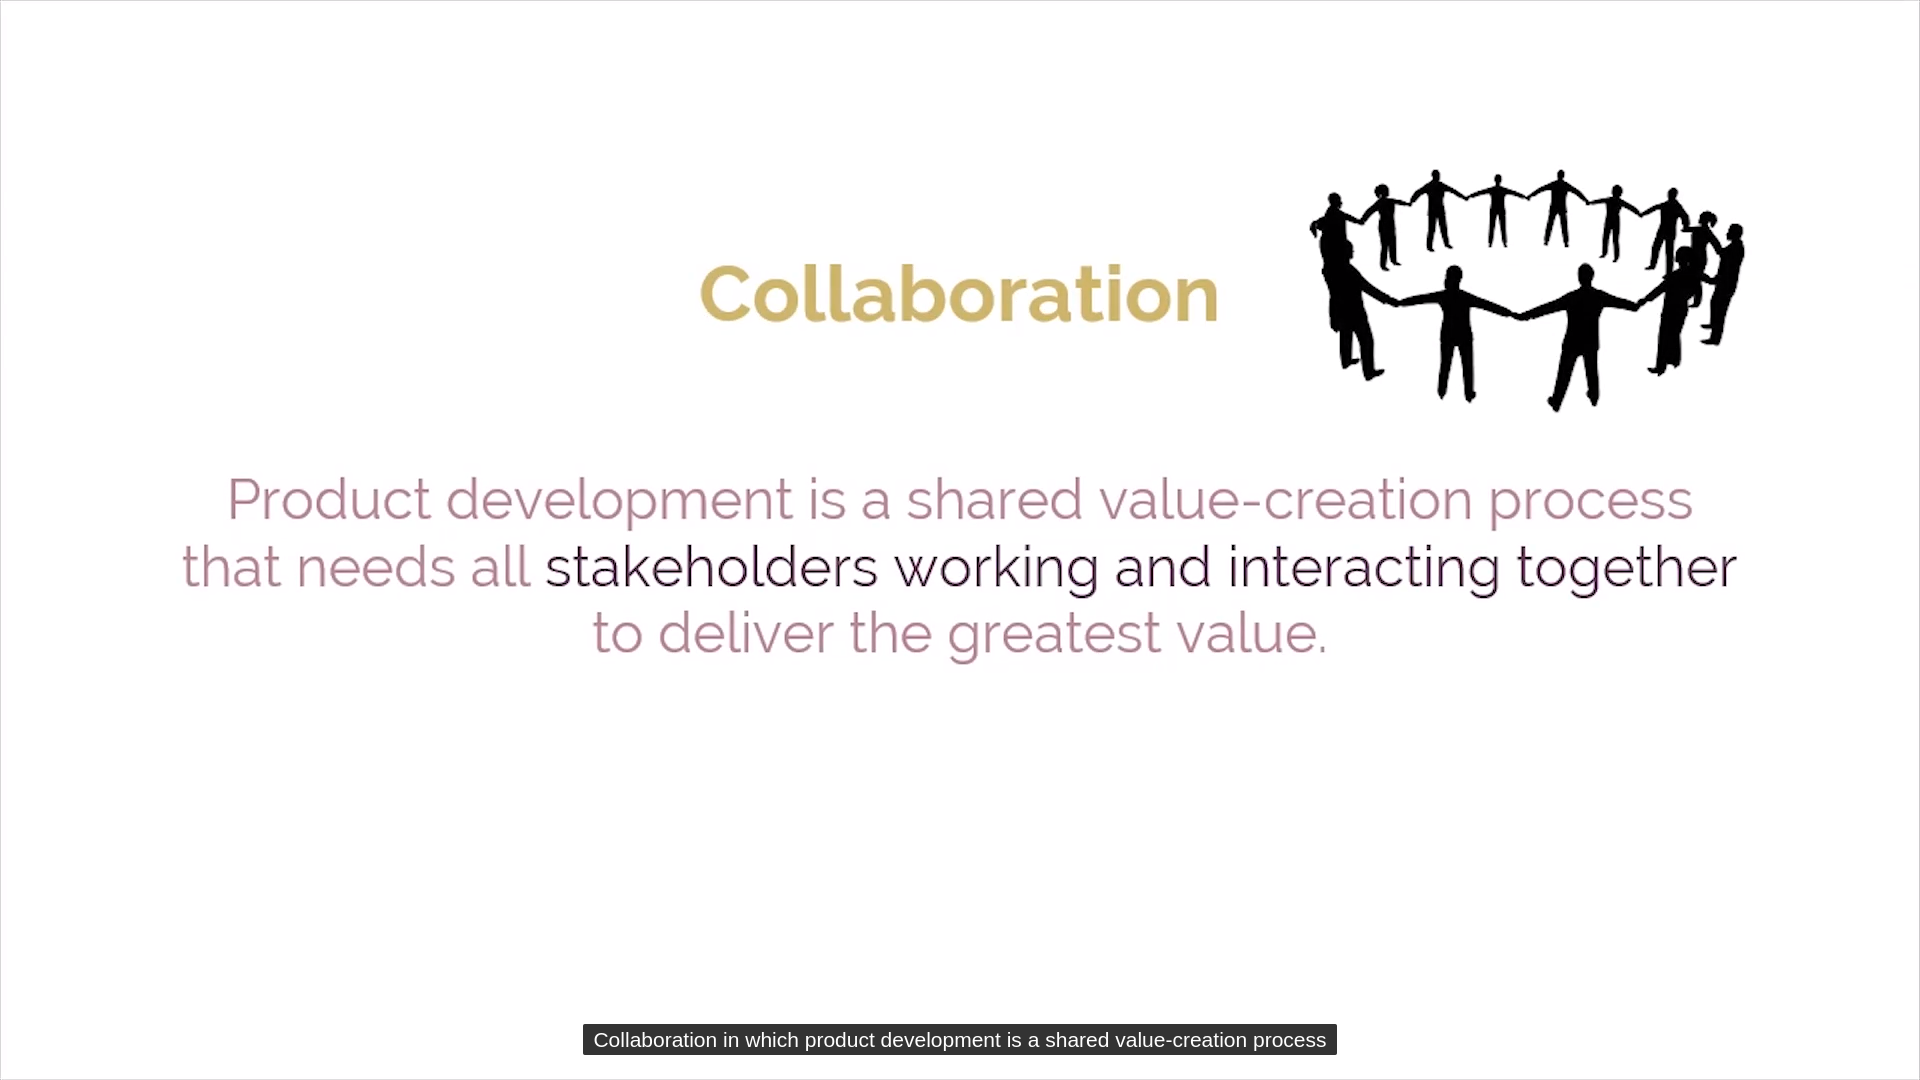 Collaboration
Product development is a shared value-creation process
that needs all stakeholders working and interacting together
to deliver the greatest value.
Collaboration in which product development is a shared value-creation process